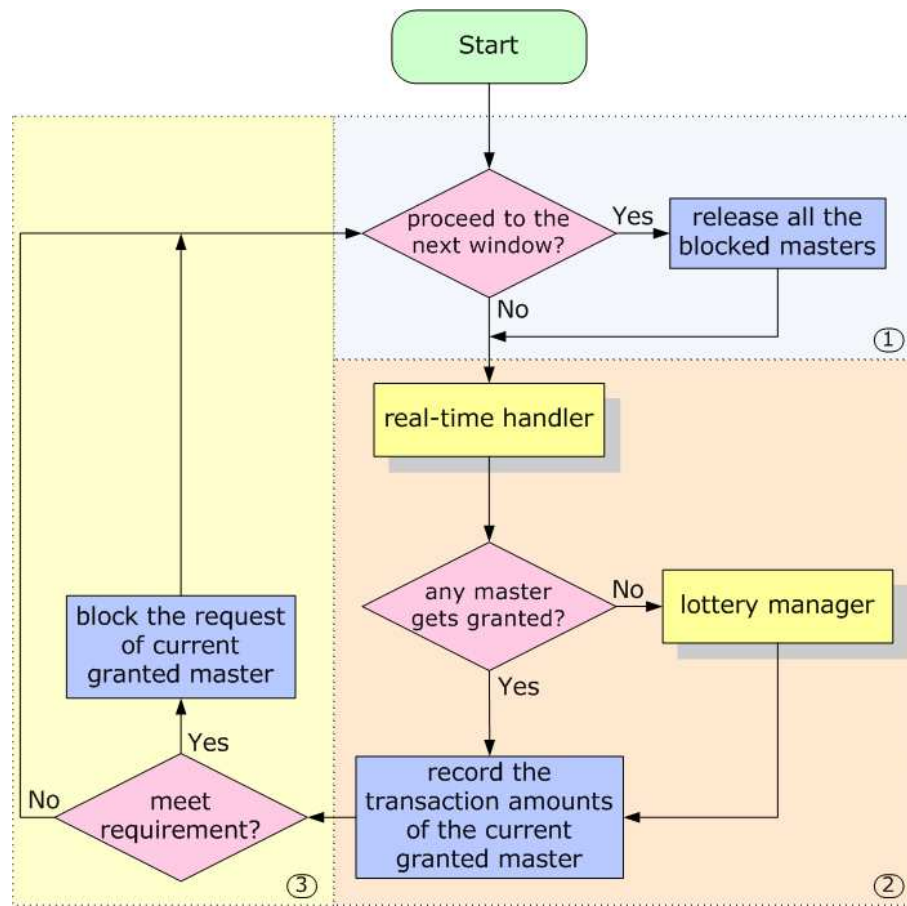 Start
proceed to the
next window?
Yes
release all the
blocked masters
No
1
real-time handler
any master
gets granted?
No
lottery manager
Yes
record the
transaction amounts
of the current
granted master
2
block the request
of current
granted master
Yes
No
meet
requirement?
3